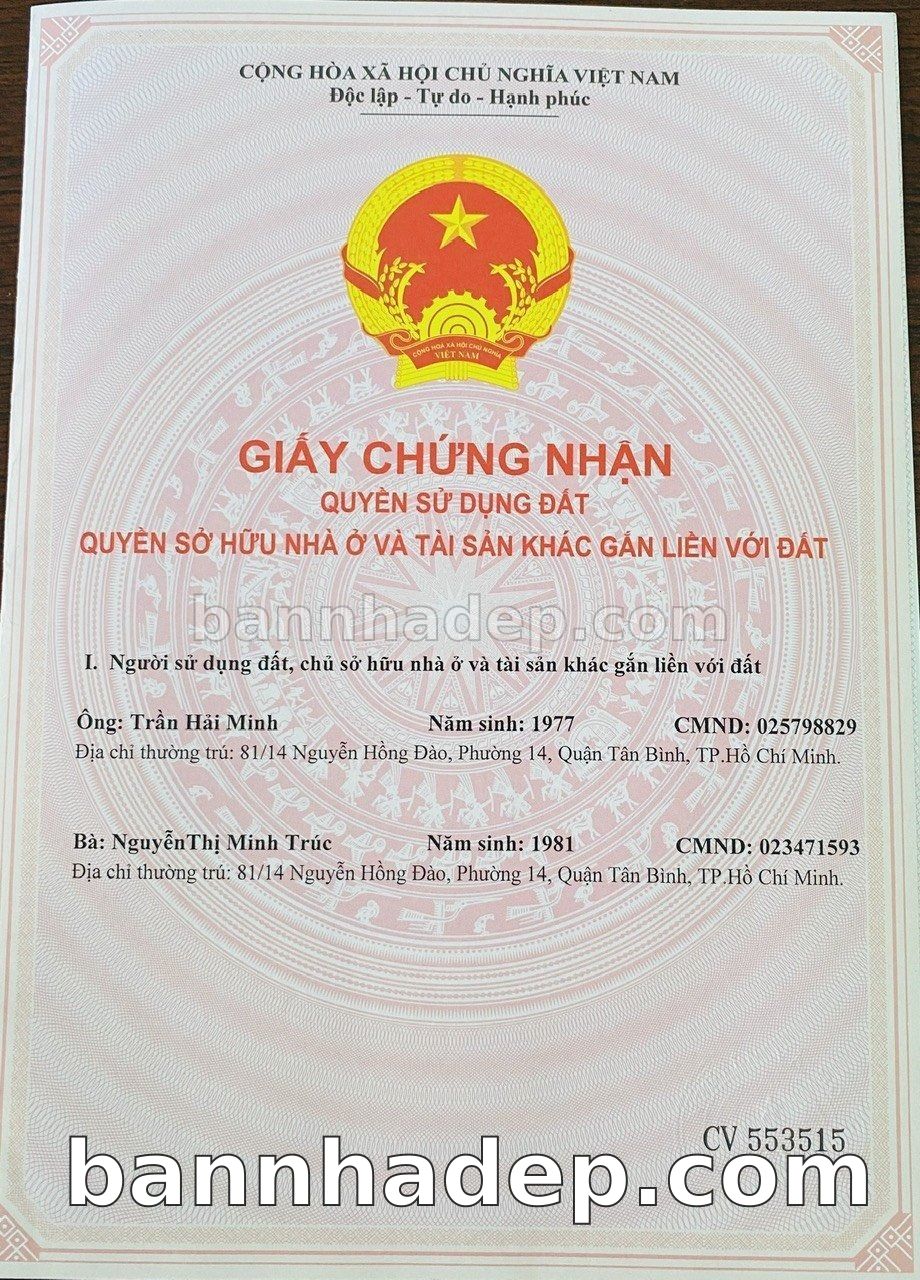 CỘNG HÒA XÃ HỘI CHỦ NGHĨA VIỆT NAM
Độc lập - Tự do - Hạnh phúc
CỘNG HOÀ XÃ HỘI CHỦ NGHĨA
VIỆT NAM
GIẤY CHỨNG NHẬN
QUYỀN SỬ DỤNG ĐẤT
QUYỀN SỞ HỮU NHÀ Ở VÀ TÀI SẢN KHÁC GẮN LIỀN VỚI ĐẤT
bannhadep.com
I. Người sử dụng đất, chủ sở hữu nhà ở và tài sản khác gắn liền với đất
Ông: Trần Hải Minh Năm sinh: 1977 CMND: 025798829
Địa chỉ thường trú: 81/14 Nguyễn Hồng Đào, Phường 14, Quận Tân Bình, TP.Hồ Chí Minh.
Bà: NguyễnThị Minh Trúc Năm sinh: 1981 CMND: 023471593
Địa chỉ thường trú: 81/14 Nguyễn Hồng Đào, Phường 14, Quận Tân Bình, TP.Hồ Chí Minh.
CV 553515
bannhadep.com